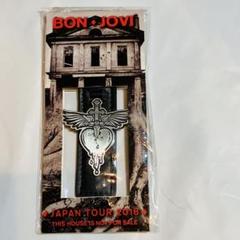 BON JOVI
★JAPAN TOUR 2018★
THIS HOUSE IS NOT FOR SALE